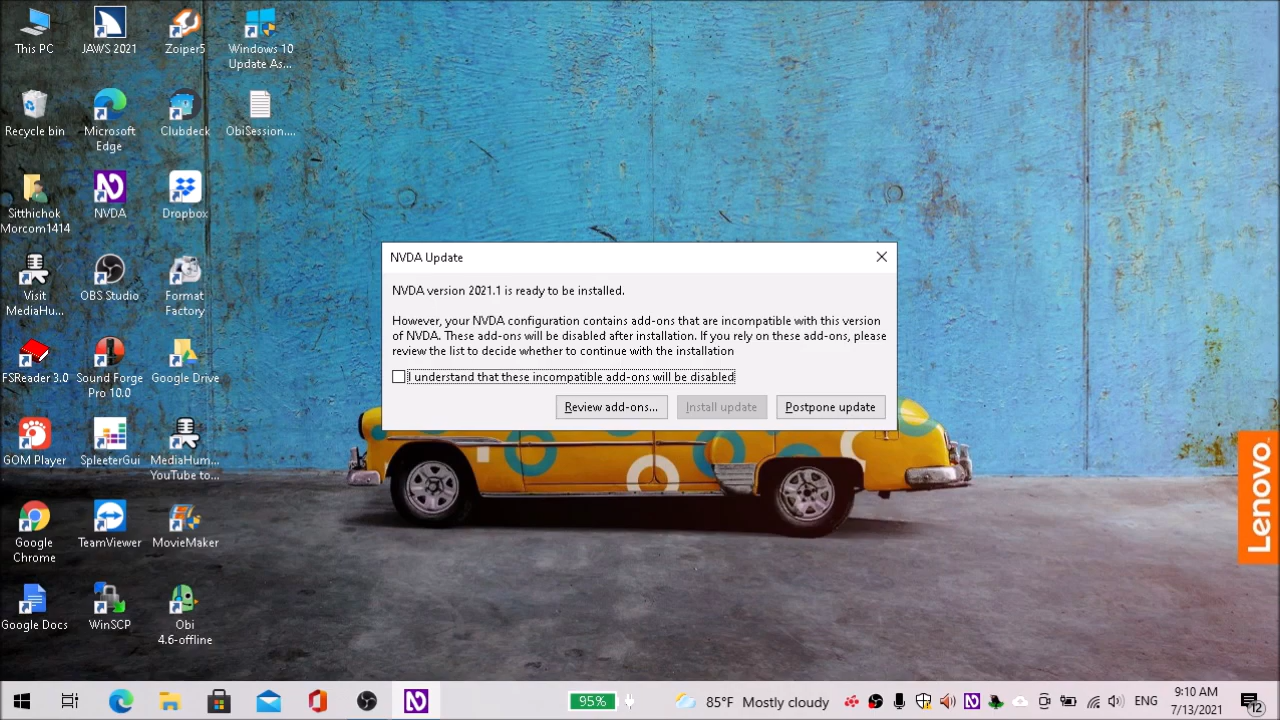 This PC
JAWS 2021
Zoiper5
Windows 10
Update As...
Recycle bin
Microsoft
Edge
Clubdeck
ObiSession....
Sitthichok
Morcom1414
NVDA
Dropbox
Visit
MediaHu...
OBS Studio
Format
Factory
FSReader 3.0
Sound Forge
Pro 10.0
Google Drive
GOM Player
SpleeterGui
MediaHum...
YouTube to...
Google
Chrome
TeamViewer
MovieMaker
Google Docs
WinSCP
Obi
4.6-offline
NVDA Update
NVDA version 2021.1 is ready to be installed.
However, your NVDA configuration contains add-ons that are incompatible with this version
of NVDA. These add-ons will be disabled after installation. If you rely on these add-ons, please
review the list to decide whether to continue with the installation
I understand that these incompatible add-ons will be disabled
Review add-ons...
Install update
Postpone update
Lenovo
95%
85°F Mostly cloudy
ENG
9:10 AM
7/13/2021
12